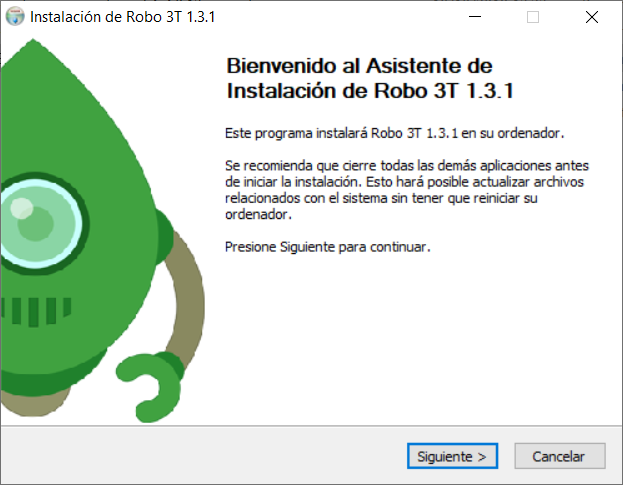 Instalación de Robo 3T 1.3.1
Bienvenido al Asistente de
Instalación de Robo 3T 1.3.1
Este programa instalará Robo 3T 1.3.1 en su ordenador.
Se recomienda que cierre todas las demás aplicaciones antes
de iniciar la instalación. Esto hará posible actualizar archivos
relacionados con el sistema sin tener que reiniciar su
ordenador.
Presione Siguiente para continuar.
Siguiente >
Cancelar